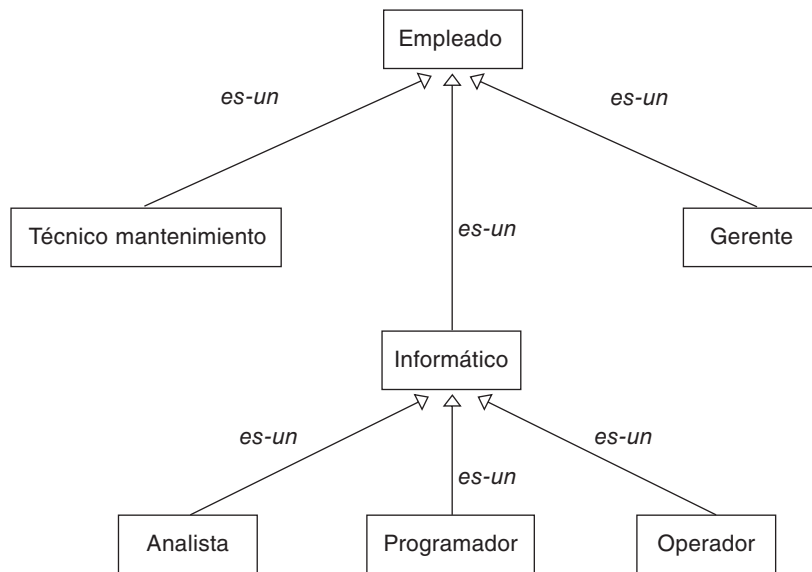 Empleado
es-un
es-un
Técnico mantenimiento
es-un
Gerente
Informático
es-un
es-un
es-un
Analista
Programador
Operador